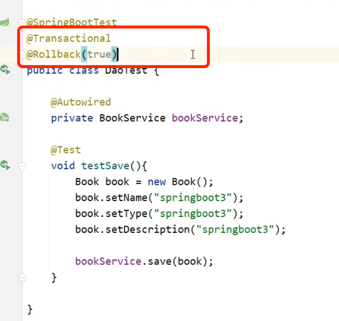 @SpringBootTest
@Transactional
@Rollback(true)
public class DaoTest {
@Autowired
private BookService bookService;
@Test
void testSave(){
Book book = new Book();
book.setName("springboot3");
book.setType("springboot3");
book.setDescription("springboot3");
bookService.save(book);
}
}